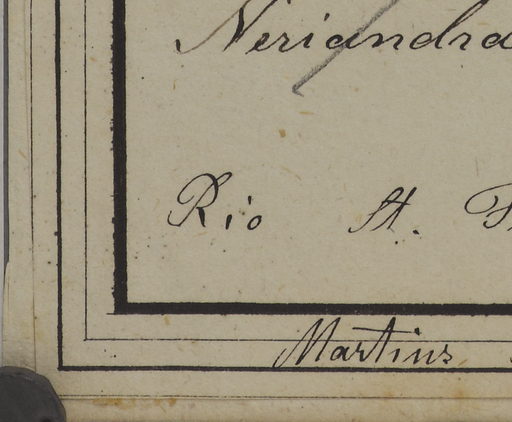 Neriandra
Rio St. F
Martius